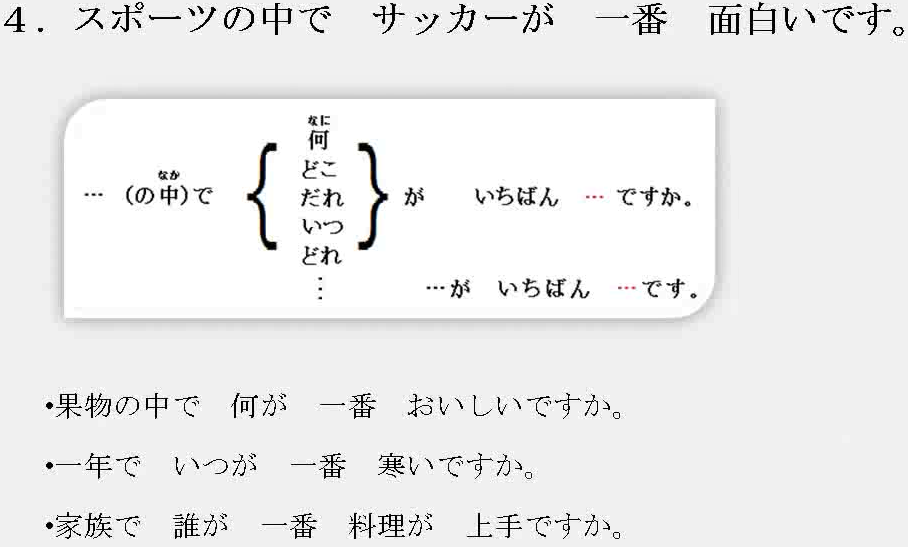 ４．スポーツの中で　サッカーが　一番　面白いです。
なに
何
どこ
なか
…（の中）で　{　だれ　}　が　いちばん　…　ですか。
いつ
どれ
⋮　…が　いちばん　…です。
•果物の中で　何が　一番　おいしいですか。
•一年で　いつが　一番　寒いですか。
•家族で　誰が　一番　料理が　上手ですか。